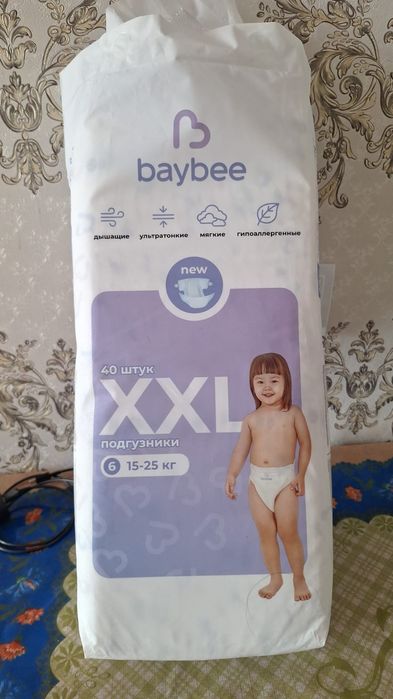 baybee
дышащие
ультратонкие
мягкие
гипоаллергенные
new
40 штук
XXL
подгузники
6 15-25 кг